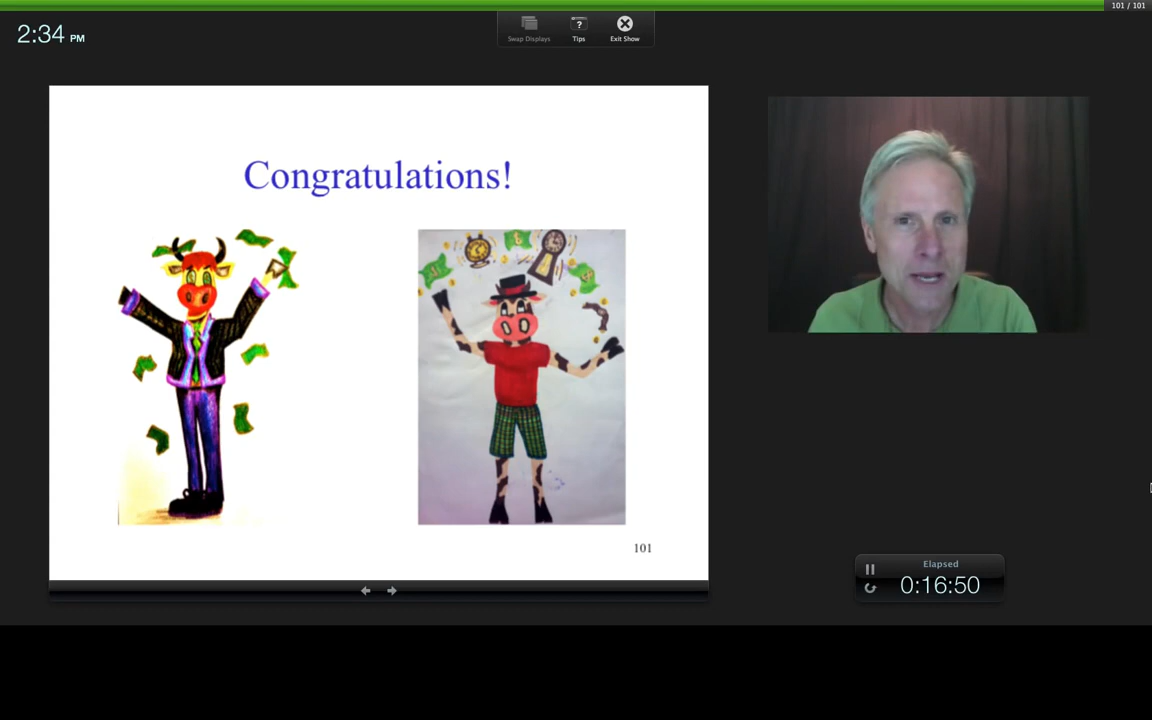 101 / 101
2:34 PM
Swap Displays
?
Tips
Exit Show
Congratulations!
101
Elapsed
0:16:50